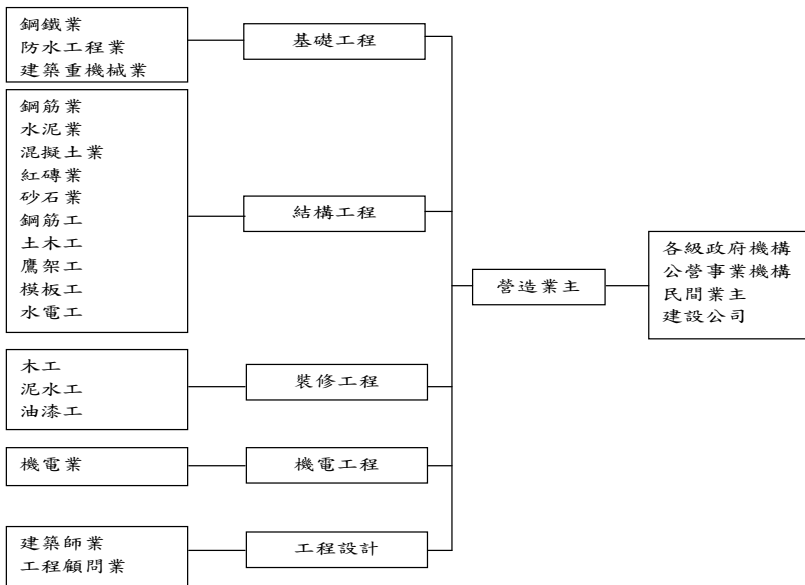 鋼鐵業
防水工程業
建築重機械業
基礎工程
鋼筋業
水泥業
混擬土業
紅磚業
砂石業
鋼筋工
土木工
鷹架工
模板工
水電工
結構工程
木工
泥水工
油漆工
裝修工程
機電業
機電工程
建築師業
工程顧問業
工程設計
營造業主
各級政府機構
公營事業機構
民間業主
建設公司